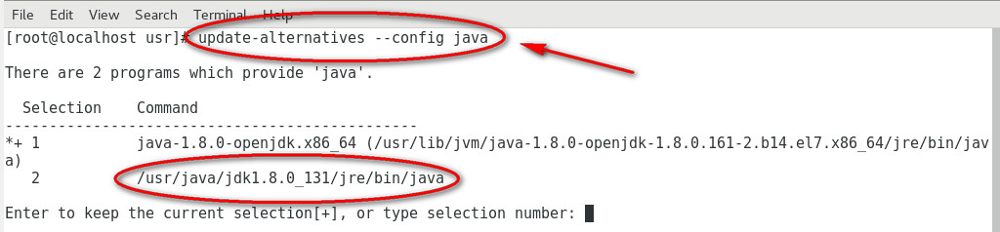 File Edit View Search Terminal Help
[root@localhost usr]# update-alternatives --config java
There are 2 programs which provide 'java'.
Selection Command
-----------------------------------------------
*+ 1 java-1.8.0-openjdk.x86_64 (/usr/lib/jvm/java-1.8.0-openjdk-1.8.0.161-2.b14.el7.x86_64/jre/bin/jav
a)
2 /usr/java/jdk1.8.0_131/jre/bin/java
Enter to keep the current selection[+], or type selection number: